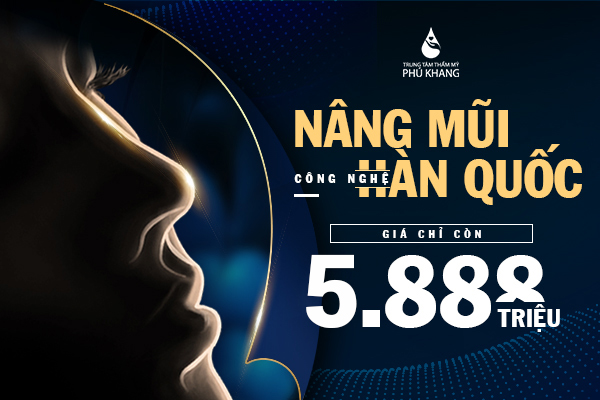 TRUNG TÂM THẨM MỸ
PHÚ KHANG
NÂNG MŨI
CÔNG NGHỆ
HÀN QUỐC
GIÁ CHỈ CÒN
5.888
TRIỆU